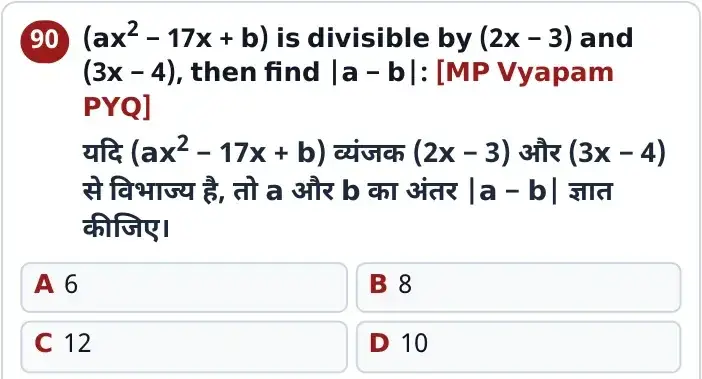 90 (ax² – 17x + b) is divisible by (2x – 3) and
(3x – 4), then find |a – b|: [MP Vyapam
PYQ]
यदि (ax² – 17x + b) व्यंजक (2x – 3) और (3x – 4)
से विभाज्य है, तो a और b का अंतर |a – b| ज्ञात
कीजिए।
A 6
B 8
C 12
D 10